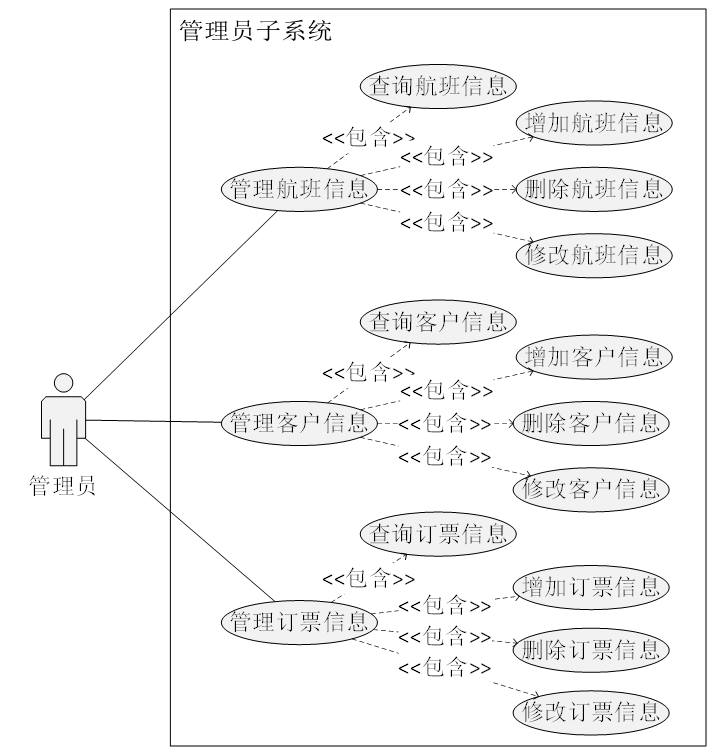 管理员子系统
查询航班信息
<<包含>>
增加航班信息
<<包含>>
管理航班信息
<<包含>>
删除航班信息
<<包含>>
修改航班信息
查询客户信息
<<包含>>
增加客户信息
<<包含>>
管理客户信息
<<包含>>
删除客户信息
<<包含>>
修改客户信息
管理员
查询订票信息
<<包含>>
增加订票信息
<<包含>>
管理订票信息
<<包含>>
删除订票信息
<<包含>>
修改订票信息